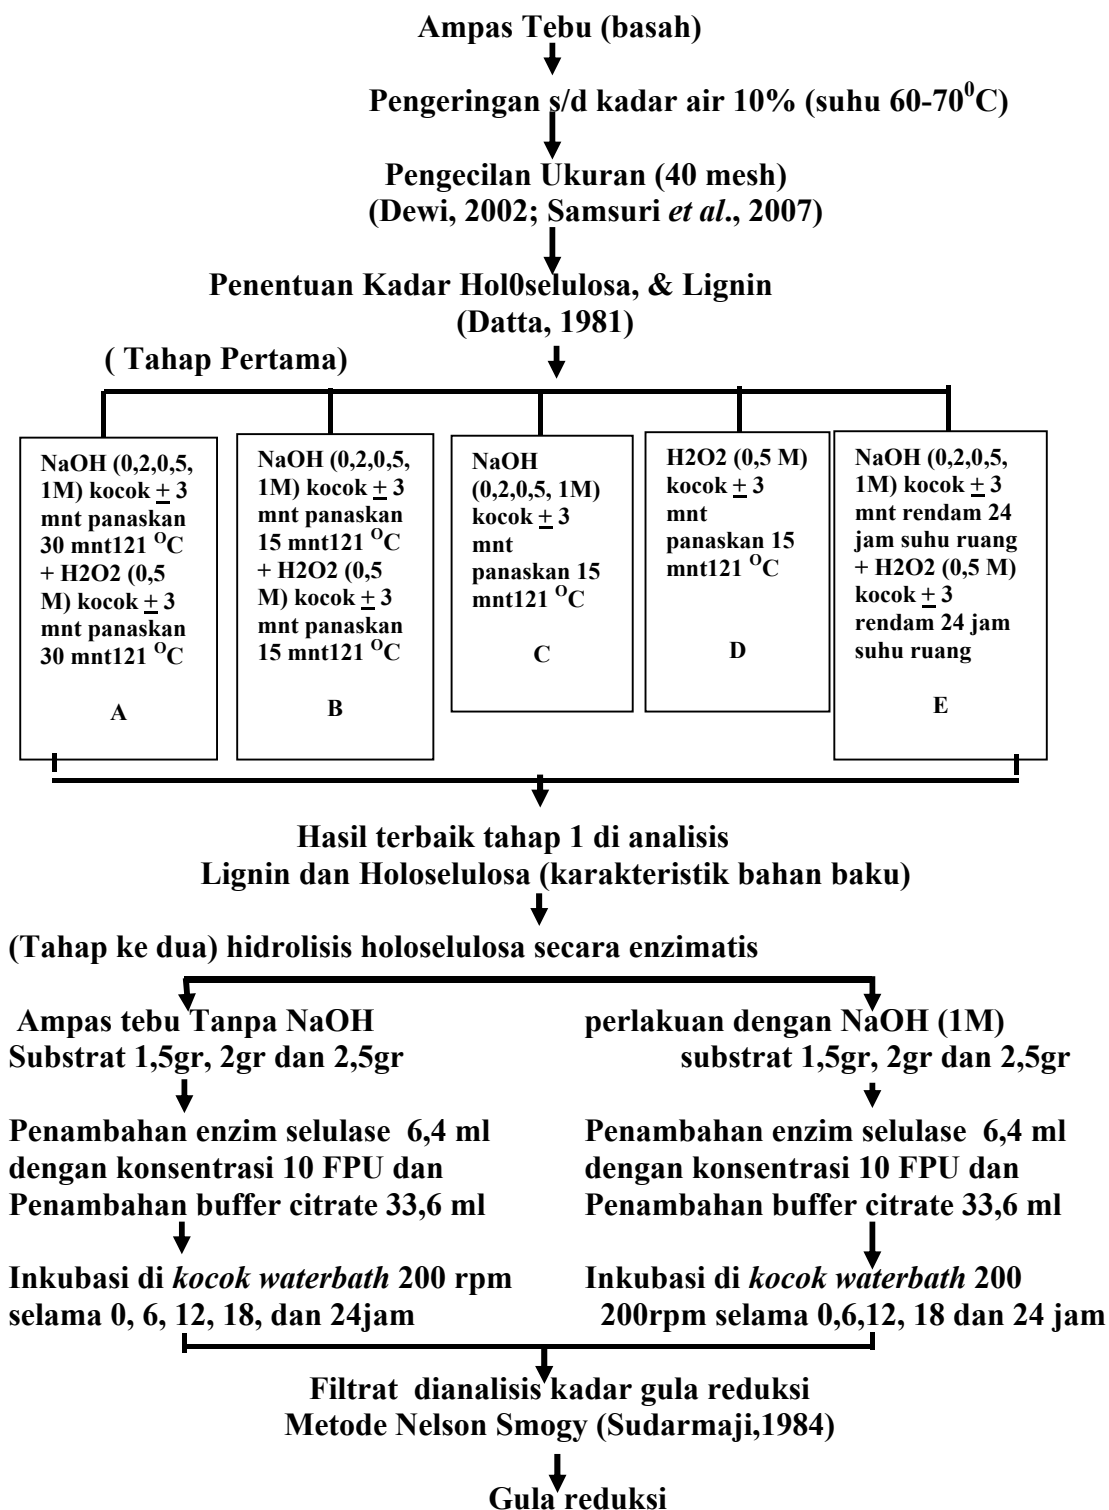 Ampas Tebu (basah)
Pengeringan s/d kadar air 10% (suhu 60-70⁰C)
Pengecilan Ukuran (40 mesh)
(Dewi, 2002; Samsuri et al., 2007)
Penentuan Kadar Hol0selulosa, & Lignin
(Datta, 1981)
( Tahap Pertama)
NaOH (0,2,0,5,
1M) kocok ± 3
mnt panaskan
30 mnt121 ᴼC
+ H2O2 (0,5
M) kocok ± 3
mnt panaskan
30 mnt121 ᴼC
A
NaOH (0,2,0,5,
1M) kocok ± 3
mnt panaskan
15 mnt121 ᴼC
+ H2O2 (0,5
M) kocok ± 3
mnt panaskan
15 mnt121 ᴼC
B
NaOH
(0,2,0,5, 1M)
kocok ± 3
mnt
panaskan 15
mnt121 ᴼC
C
H2O2 (0,5 M)
kocok ± 3
mnt
panaskan 15
mnt121 ᴼC
D
NaOH (0,2,0,5,
1M) kocok ± 3
mnt rendam 24
jam suhu ruang
+ H2O2 (0,5 M)
kocok ± 3
rendam 24 jam
suhu ruang
E
Hasil terbaik tahap 1 di analisis
Lignin dan Holoselulosa (karakteristik bahan baku)
(Tahap ke dua) hidrolisis holoselulosa secara enzimatis
Ampas tebu Tanpa NaOH
Substrat 1,5gr, 2gr dan 2,5gr
Penambahan enzim selulase 6,4 ml
dengan konsentrasi 10 FPU dan
Penambahan buffer citrate 33,6 ml
Inkubasi di kocok waterbath 200 rpm
selama 0, 6, 12, 18, dan 24jam
perlakuan dengan NaOH (1M)
substrat 1,5gr, 2gr dan 2,5gr
Penambahan enzim selulase 6,4 ml
dengan konsentrasi 10 FPU dan
Penambahan buffer citrate 33,6 ml
Inkubasi di kocok waterbath 200
200rpm selama 0,6,12, 18 dan 24 jam
Filtrat dianalisis kadar gula reduksi
Metode Nelson Smogy (Sudarmaji,1984)
Gula reduksi